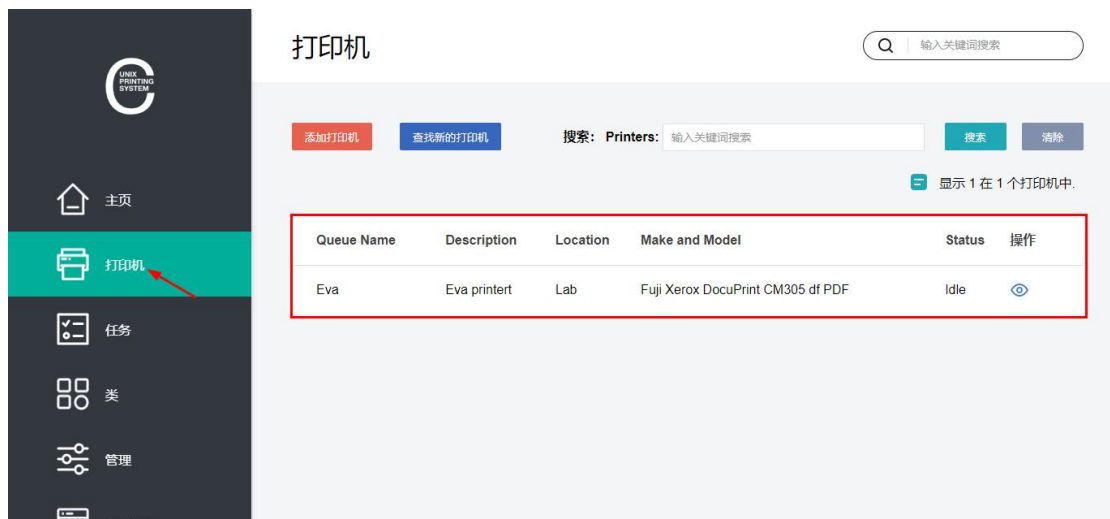 UNIX
PRINTING
SYSTEM
主页
打印机
任务
类
管理
打印机
输入关键词搜索
添加打印机 查找新的打印机 搜索: Printers: 输入关键词搜索 搜索 清除
显示 1 在 1 个打印机中.
Queue Name Description Location Make and Model Status 操作
Eva Eva printert Lab Fuji Xerox DocuPrint CM305 df PDF Idle